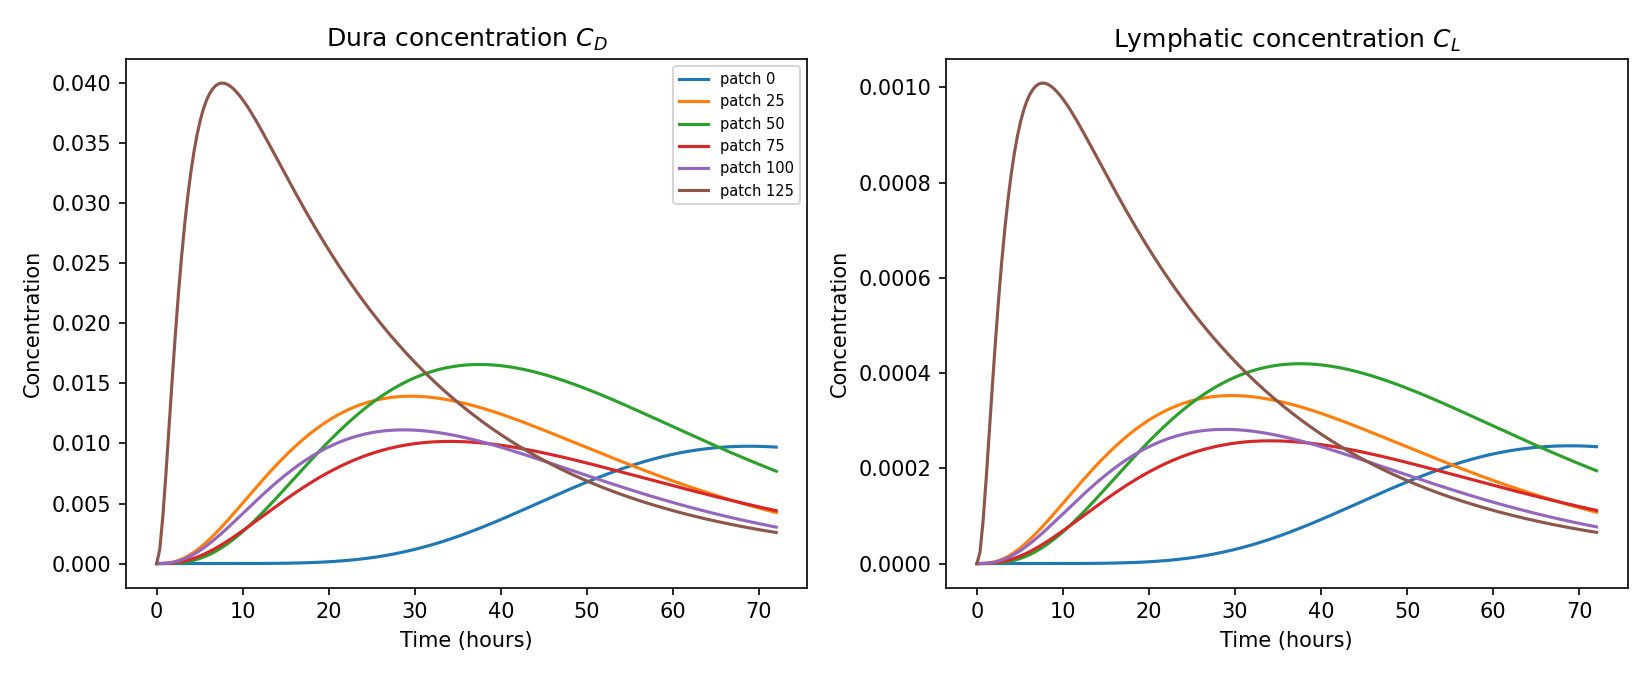 Dura concentration C_D
Concentration
0.040
0.035
0.030
0.025
0.020
0.015
0.010
0.005
0.000
patch 0
patch 25
patch 50
patch 75
patch 100
patch 125
0 10 20 30 40 50 60 70
Time (hours)
Lymphatic concentration C_L
Concentration
0.0010
0.0008
0.0006
0.0004
0.0002
0.0000
0 10 20 30 40 50 60 70
Time (hours)